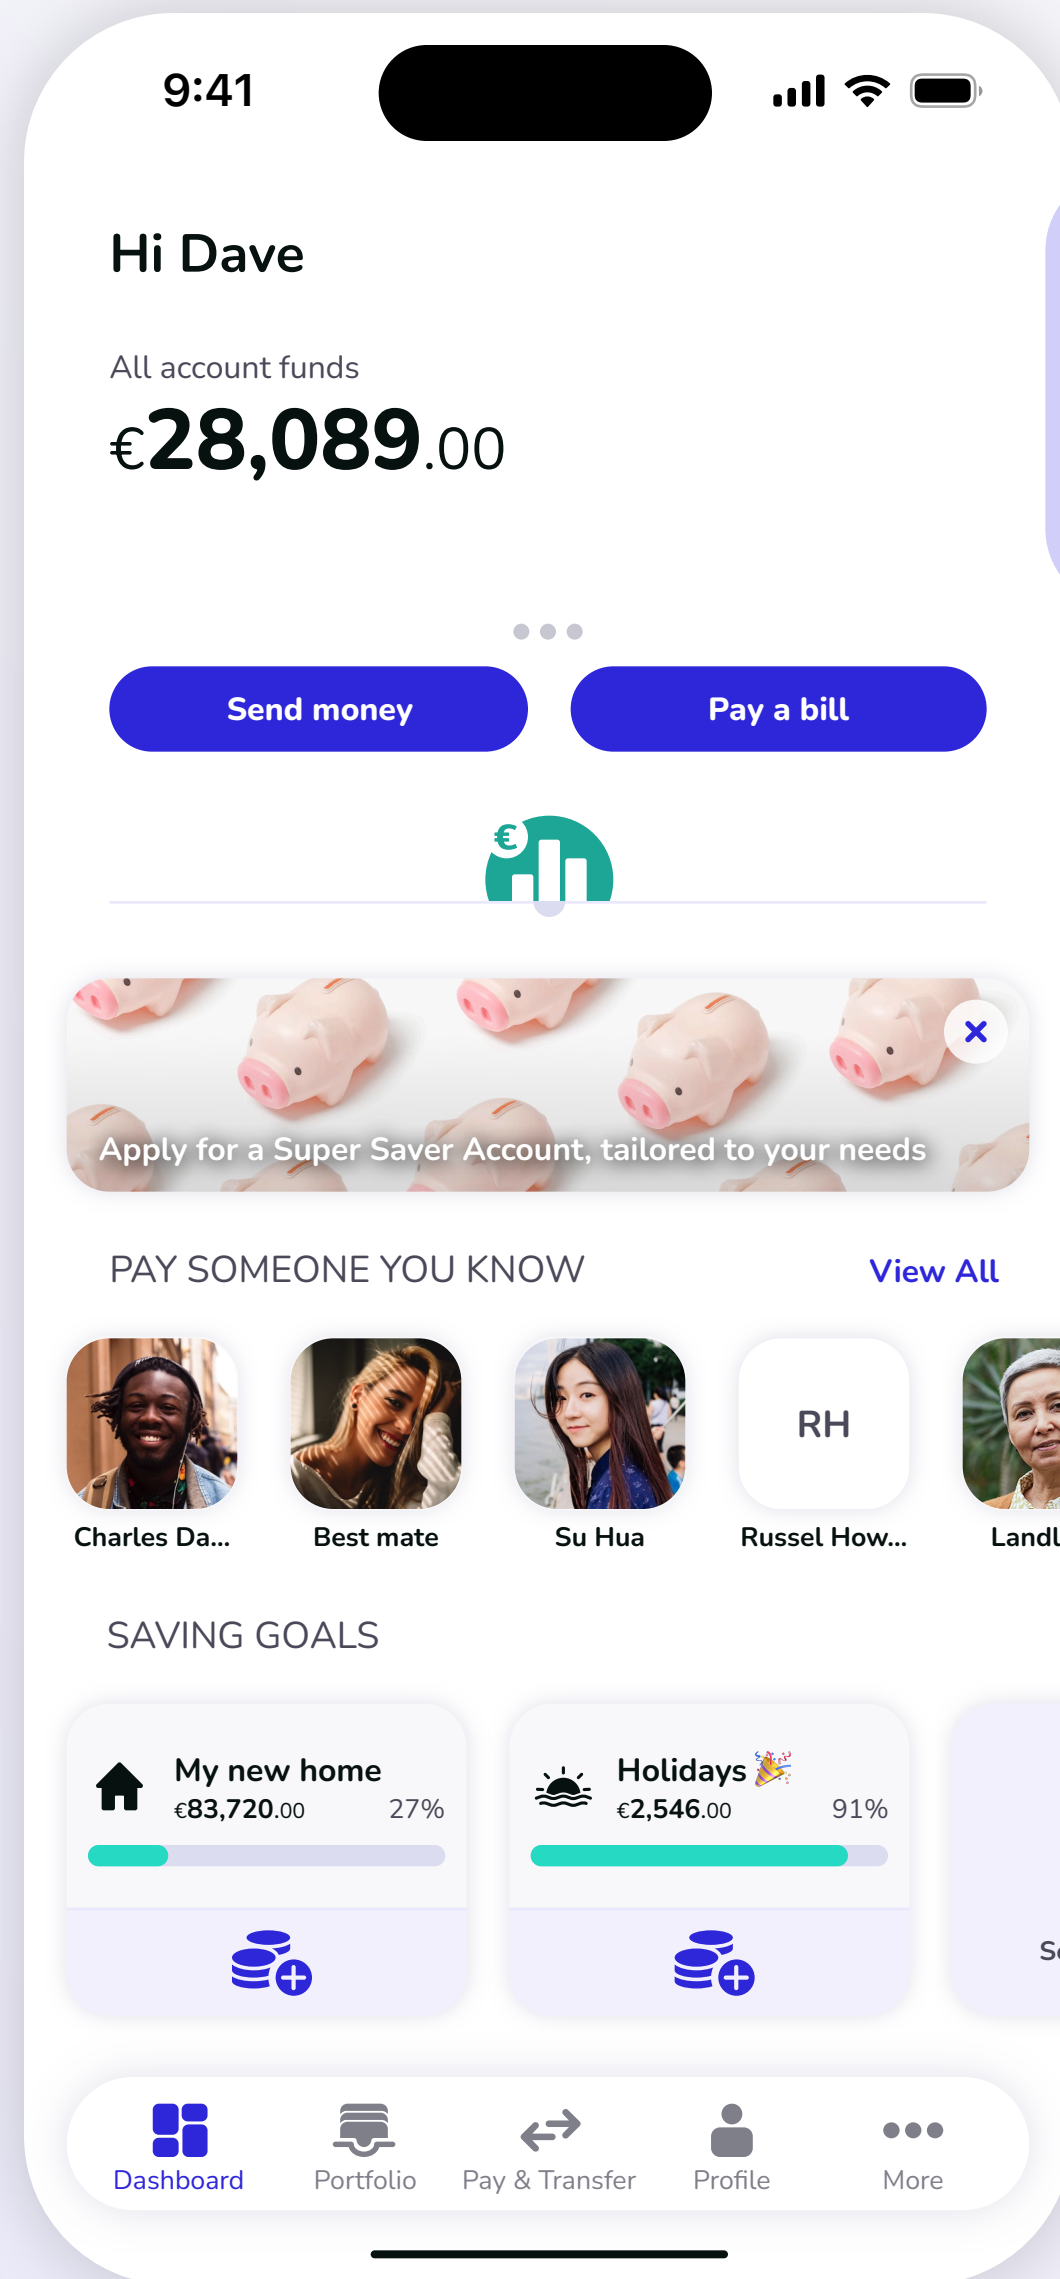 9:41
Hi Dave
All account funds
€28,089.00
Send money
Pay a bill
€
Apply for a Super Saver Account, tailored to your needs
PAY SOMEONE YOU KNOW
View All
RH
Charles Da...
Best mate
Su Hua
Russel How...
Landl
SAVING GOALS
My new home
€83,720.00
27%
Holidays 🎉
€2,546.00
91%
Dashboard
Portfolio
Pay & Transfer
Profile
More